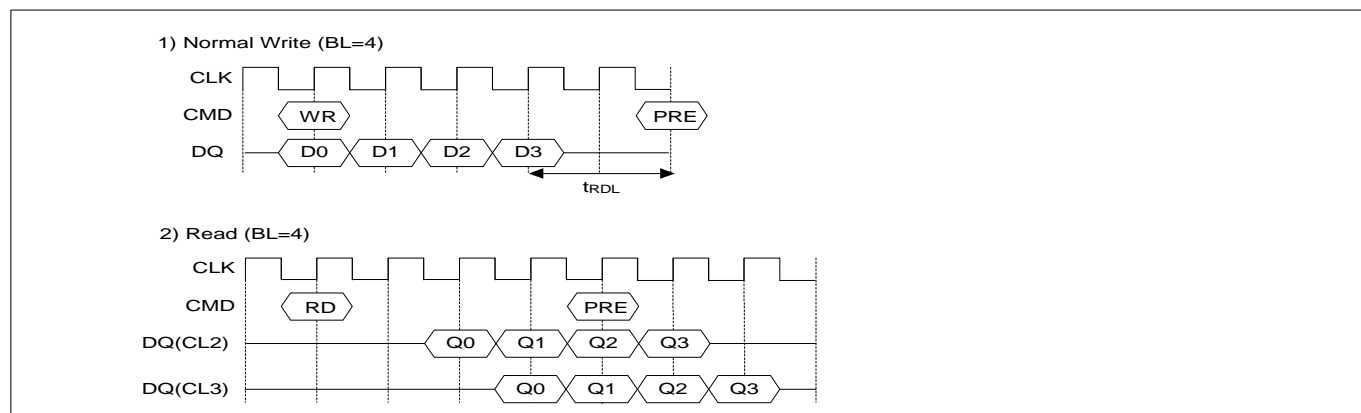 1) Normal Write (BL=4)
CLK
CMD WR PRE
DQ D0 D1 D2 D3
tRDL
2) Read (BL=4)
CLK
CMD RD PRE
DQ(CL2) Q0 Q1 Q2 Q3
DQ(CL3) Q0 Q1 Q2 Q3